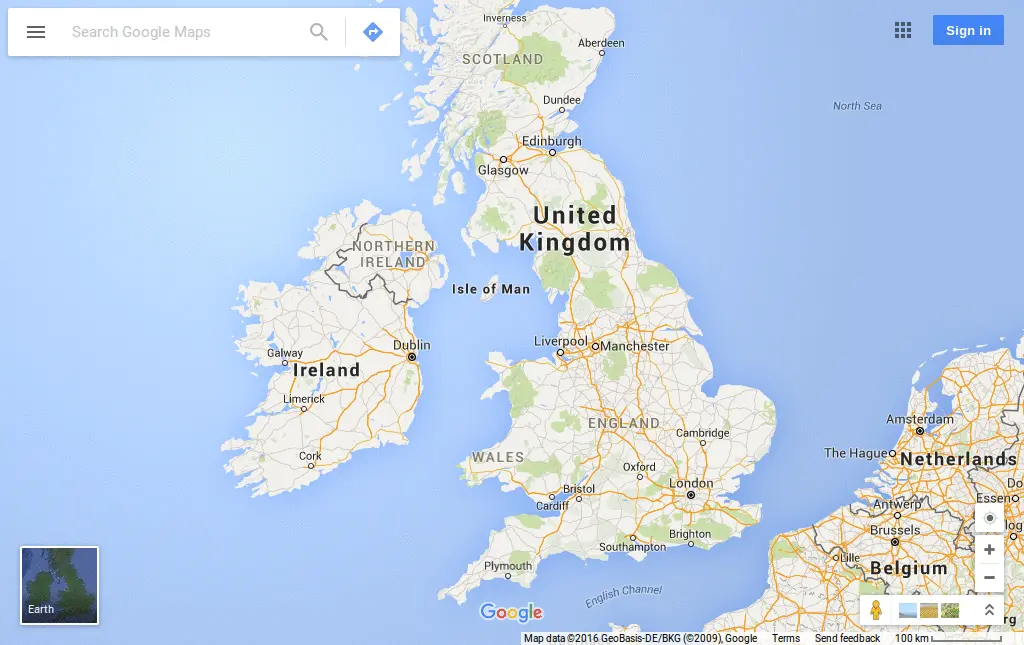 Search Google Maps
Sign in
Inverness
Aberdeen
SCOTLAND
Dundee
North Sea
Edinburgh
Glasgow
United
Kingdom
NORTHERN
IRELAND
Isle of Man
Liverpool
Manchester
Dublin
Galway
Ireland
Limerick
ENGLAND
Cambridge
Amsterdam
Cork
WALES
Oxford
The Hague
Netherlands
London
Bristol
Cardiff
Antwerp
Essen
Do
Brighton
Southampton
Brussels
log
Lille
Belgium
Plymouth
English Channel
Earth
Google
rg
Map data ©2016 GeoBasis-DE/BKG (©2009), Google Terms Send feedback 100 km